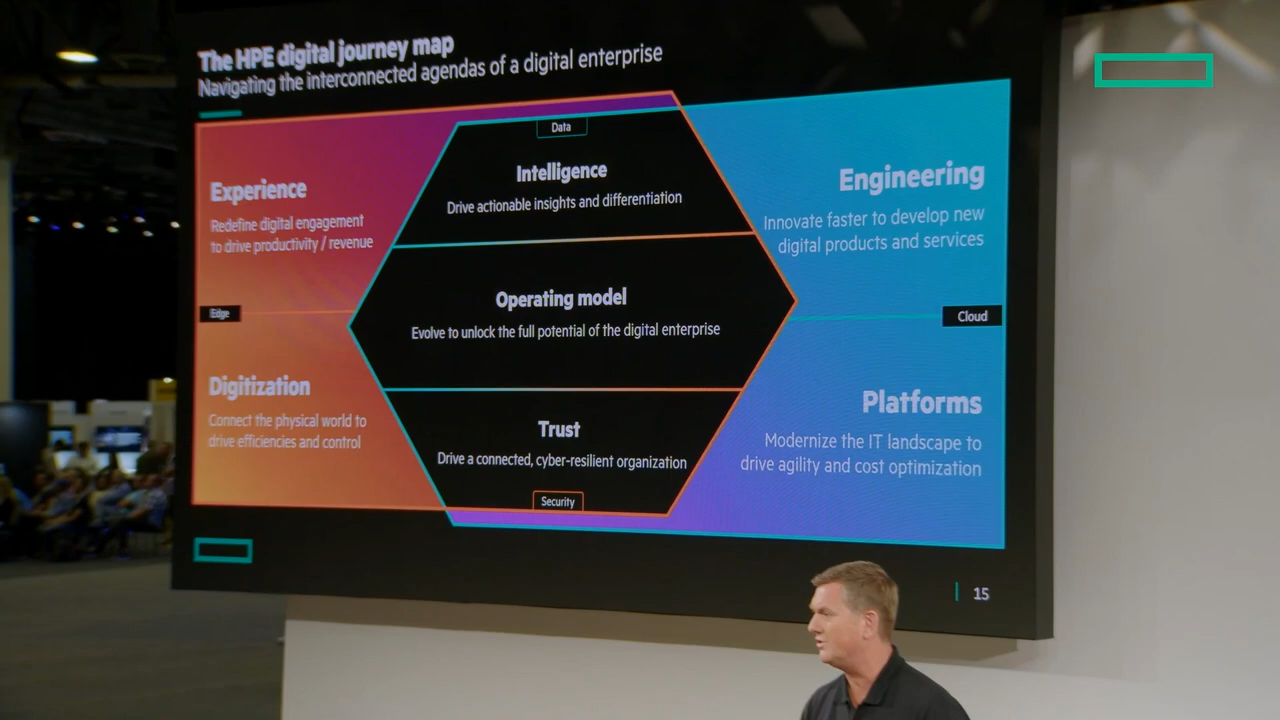 The HPE digital journey map
Navigating the interconnected agendas of a digital enterprise
Experience
Redefine digital engagement
to drive productivity / revenue
Edge
Digitization
Connect the physical world to
drive efficiencies and control
Data
Intelligence
Drive actionable insights and differentiation
Operating model
Evolve to unlock the full potential of the digital enterprise
Trust
Drive a connected, cyber-resilient organization
Security
Engineering
Innovate faster to develop new
digital products and services
Cloud
Platforms
Modernize the IT landscape to
drive agility and cost optimization
15